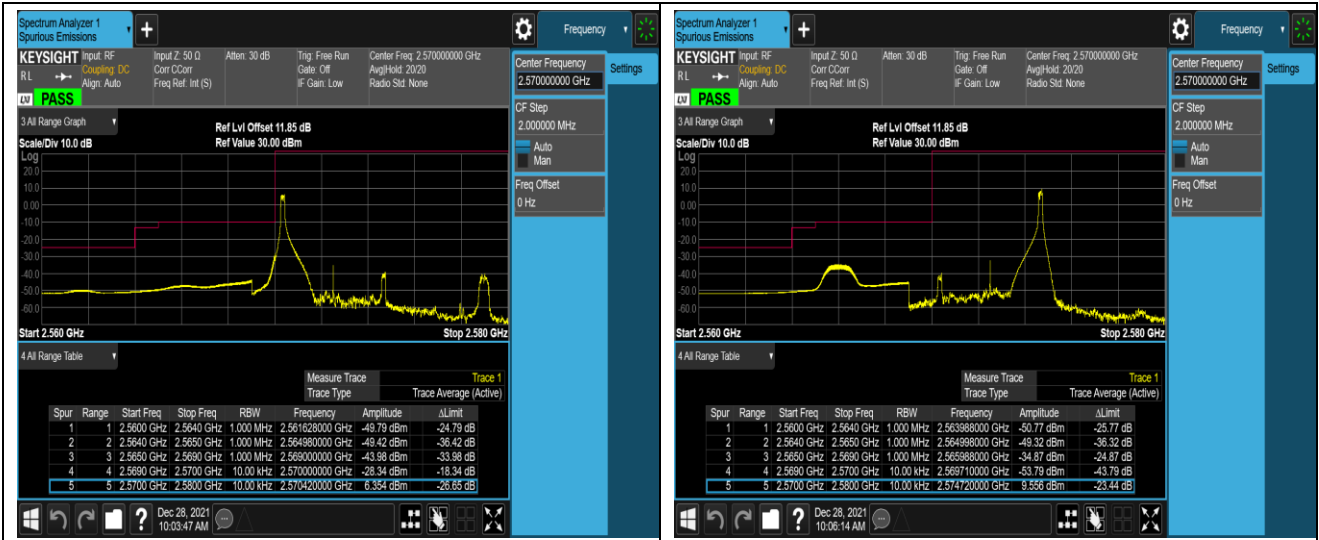 Spectrum Analyzer 1
Spurious Emissions
+
Frequency
KEYSIGHT Input: RF Input Z: 50 Ω Atten: 30 dB Trig: Free Run Center Freq: 2.570000000 GHz
Coupling: DC Corr CCorr Gate: Off Avg|Hold: 20/20
RL Align: Auto Freq Ref: Int (S) IF Gain: Low Radio Std: None
LXI PASS
Center Frequency
2.570000000 GHz
Settings
CF Step
2.000000 MHz
Auto
Man
Freq Offset
0 Hz
3 All Range Graph
Ref Lvl Offset 11.85 dB
Scale/Div 10.0 dB Ref Value 30.00 dBm
Log
20.0
10.0
0.00
-10.0
-20.0
-30.0
-40.0
-50.0
-60.0
Start 2.560 GHz Stop 2.580 GHz
4 All Range Table
Measure Trace Trace 1
Trace Type Trace Average (Active)
Spur Range Start Freq Stop Freq RBW Frequency Amplitude ΔLimit
1 1 2.5600 GHz 2.5640 GHz 1.000 MHz 2.561628000 GHz -49.79 dBm -24.79 dB
2 2 2.5640 GHz 2.5650 GHz 1.000 MHz 2.564980000 GHz -49.42 dBm -36.42 dB
3 3 2.5650 GHz 2.5690 GHz 1.000 MHz 2.569000000 GHz -43.98 dBm -33.98 dB
4 4 2.5690 GHz 2.5700 GHz 10.00 kHz 2.570000000 GHz -28.34 dBm -18.34 dB
5 5 2.5700 GHz 2.5800 GHz 10.00 kHz 2.570420000 GHz 6.354 dBm -26.65 dB
?
Dec 28, 2021
10:03:47 AM
Spectrum Analyzer 1
Spurious Emissions
+
Frequency
KEYSIGHT Input: RF Input Z: 50 Ω Atten: 30 dB Trig: Free Run Center Freq: 2.570000000 GHz
Coupling: DC Corr CCorr Gate: Off Avg|Hold: 20/20
RL Align: Auto Freq Ref: Int (S) IF Gain: Low Radio Std: None
LXI PASS
Center Frequency
2.570000000 GHz
Settings
CF Step
2.000000 MHz
Auto
Man
Freq Offset
0 Hz
3 All Range Graph
Ref Lvl Offset 11.85 dB
Scale/Div 10.0 dB Ref Value 30.00 dBm
Log
20.0
10.0
0.00
-10.0
-20.0
-30.0
-40.0
-50.0
-60.0
Start 2.560 GHz Stop 2.580 GHz
4 All Range Table
Measure Trace Trace 1
Trace Type Trace Average (Active)
Spur Range Start Freq Stop Freq RBW Frequency Amplitude ΔLimit
1 1 2.5600 GHz 2.5640 GHz 1.000 MHz 2.563988000 GHz -50.77 dBm -25.77 dB
2 2 2.5640 GHz 2.5650 GHz 1.000 MHz 2.564998000 GHz -49.32 dBm -36.32 dB
3 3 2.5650 GHz 2.5690 GHz 1.000 MHz 2.565988000 GHz -34.87 dBm -24.87 dB
4 4 2.5690 GHz 2.5700 GHz 10.00 kHz 2.569710000 GHz -53.79 dBm -43.79 dB
5 5 2.5700 GHz 2.5800 GHz 10.00 kHz 2.574720000 GHz 9.556 dBm -23.44 dB
?
Dec 28, 2021
10:06:14 AM